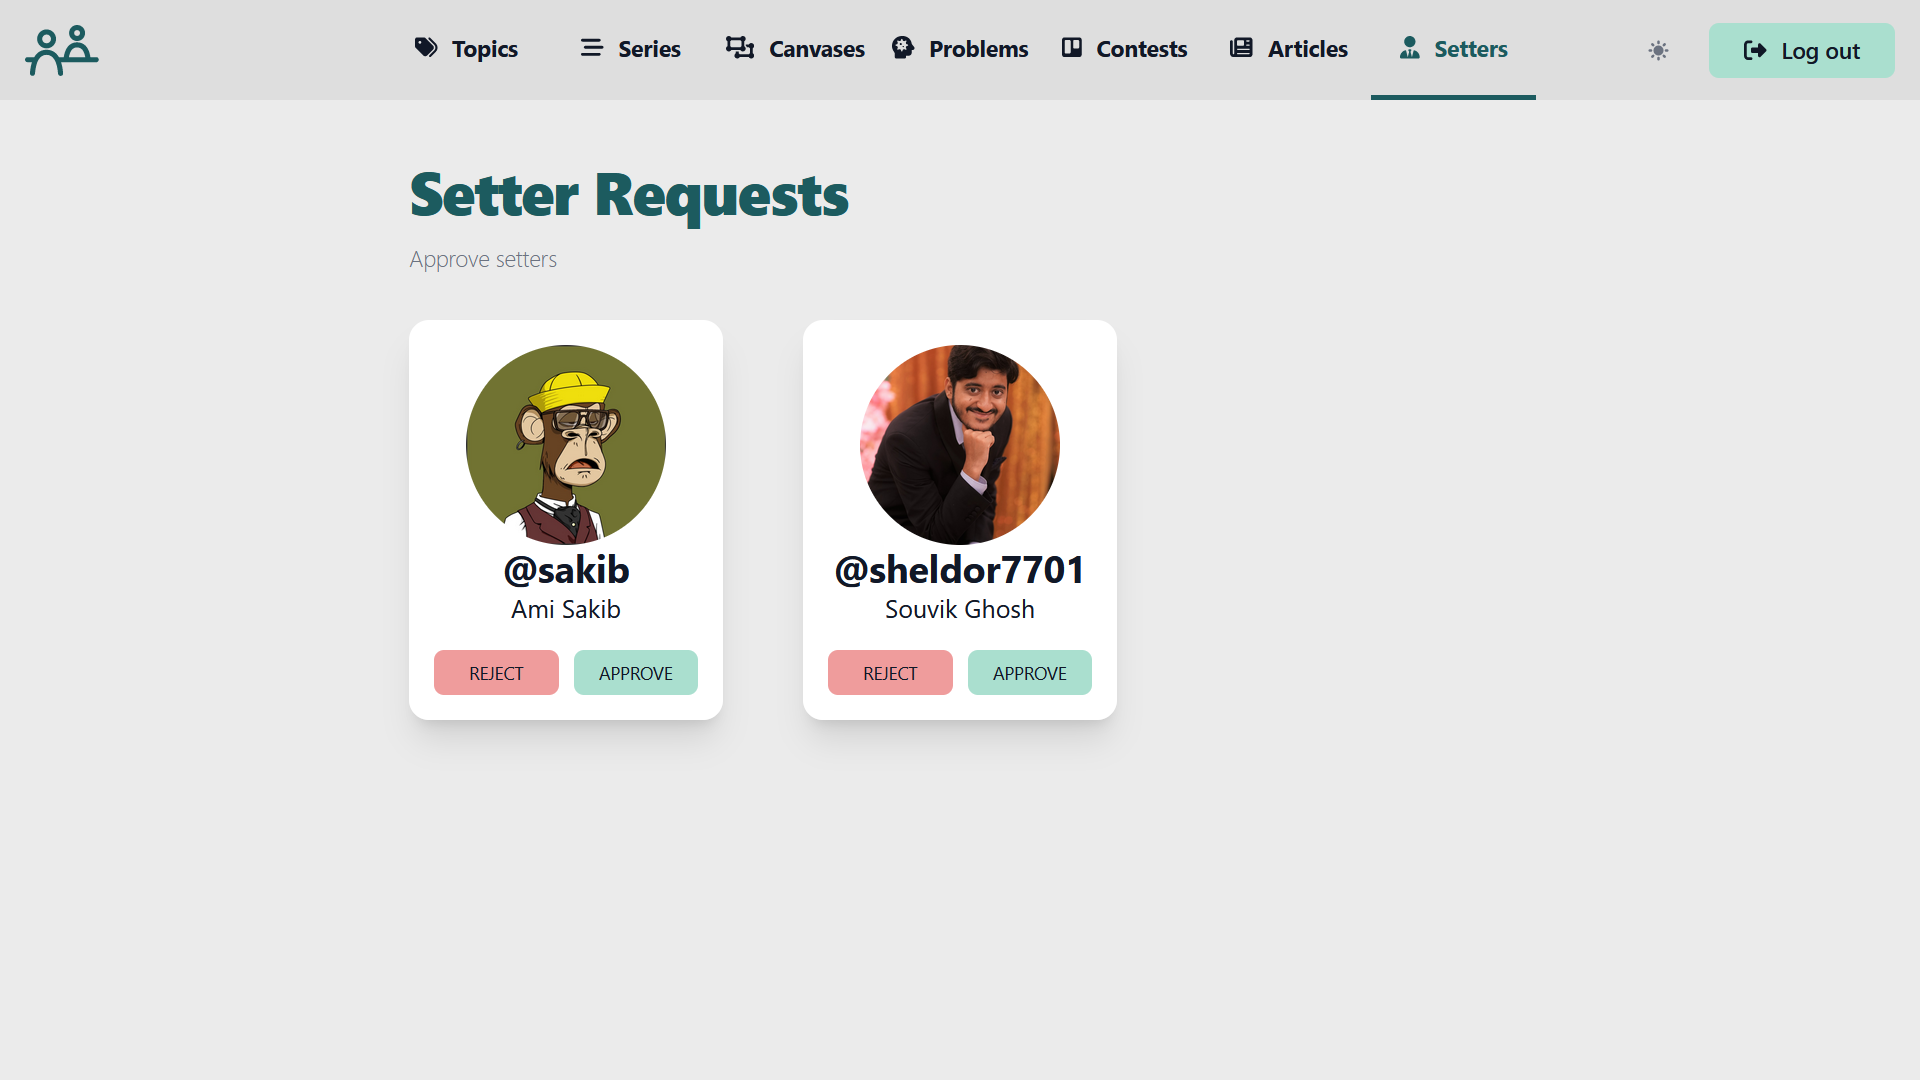 Topics Series Canvases Problems Contests Articles Setters Log out
Setter Requests
Approve setters
@sakib
Ami Sakib
REJECT APPROVE
@sheldor7701
Souvik Ghosh
REJECT APPROVE